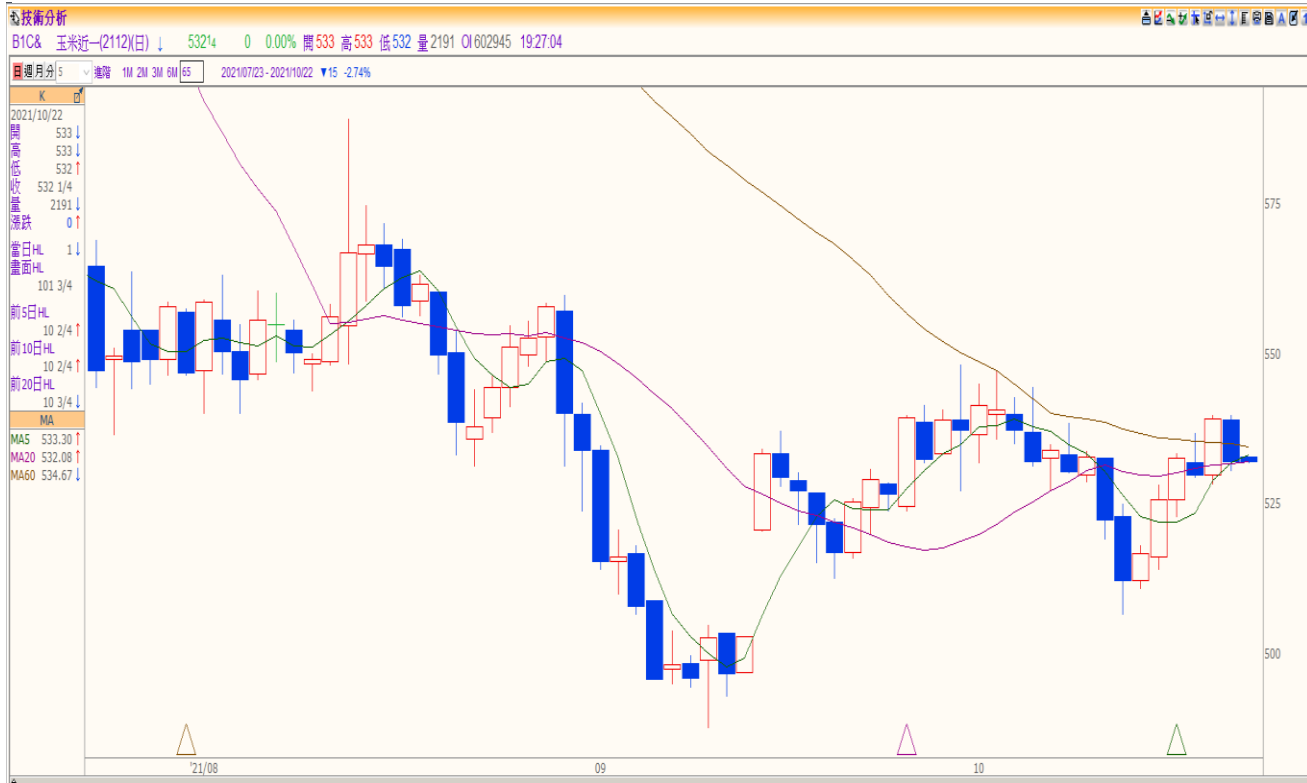 技術分析
B1C& 玉米近一(2112)(日) ↓ 532 1/4 0 0.00% 開 533 高 533 低 532 量 2191 OI 602945 19:27:04
日 週 月 分 5 進階 1M 2M 3M 6M 65 2021/07/23 - 2021/10/22 ▼15 -2.74%
K
2021/10/22
開 533 ↓
高 533 ↓
低 532 ↑
收 532 1/4
量 2191 ↓
漲跌 0 ↑
當日HL 1 ↓
畫面HL
101 3/4
前5日HL
10 2/4 ↑
前10日HL
10 2/4 ↑
前20日HL
10 3/4 ↓
MA
MA5 533.30 ↑
MA20 532.08 ↑
MA60 534.67 ↓
575
550
525
500
'21/08 09 10